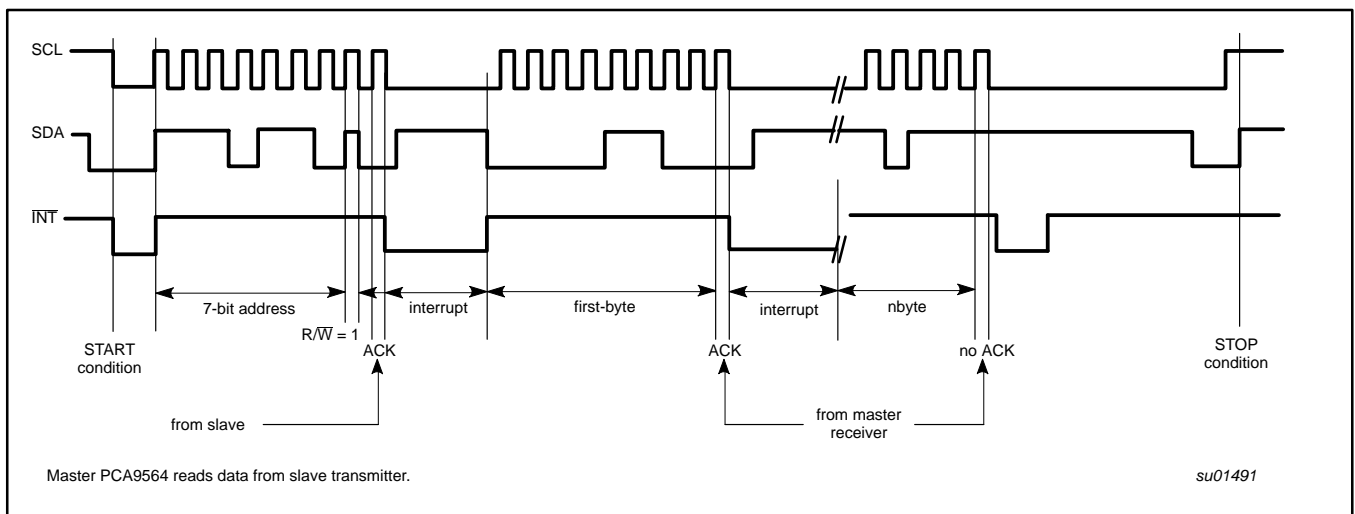 SCL
SDA
INT
7-bit address
interrupt
first-byte
interrupt
nbyte
R/W = 1
START
condition
ACK
ACK
no ACK
STOP
condition
from slave
from master
receiver
Master PCA9564 reads data from slave transmitter.
su01491